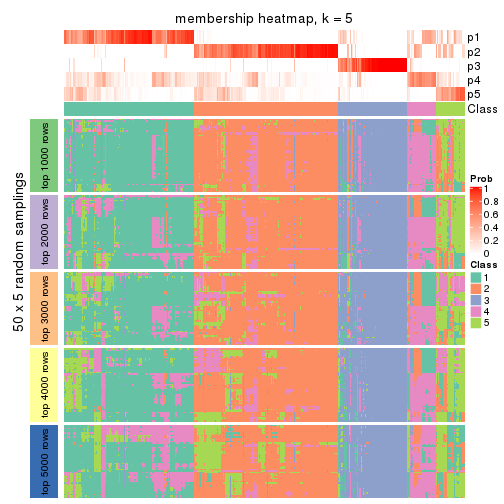 membership heatmap, k = 5
p1
p2
p3
p4
p5
Class
50 x 5 random samplings
top 1000 rows
top 2000 rows
top 3000 rows
top 4000 rows
top 5000 rows
Prob
1
0.8
0.6
0.4
0.2
0
Class
1
2
3
4
5